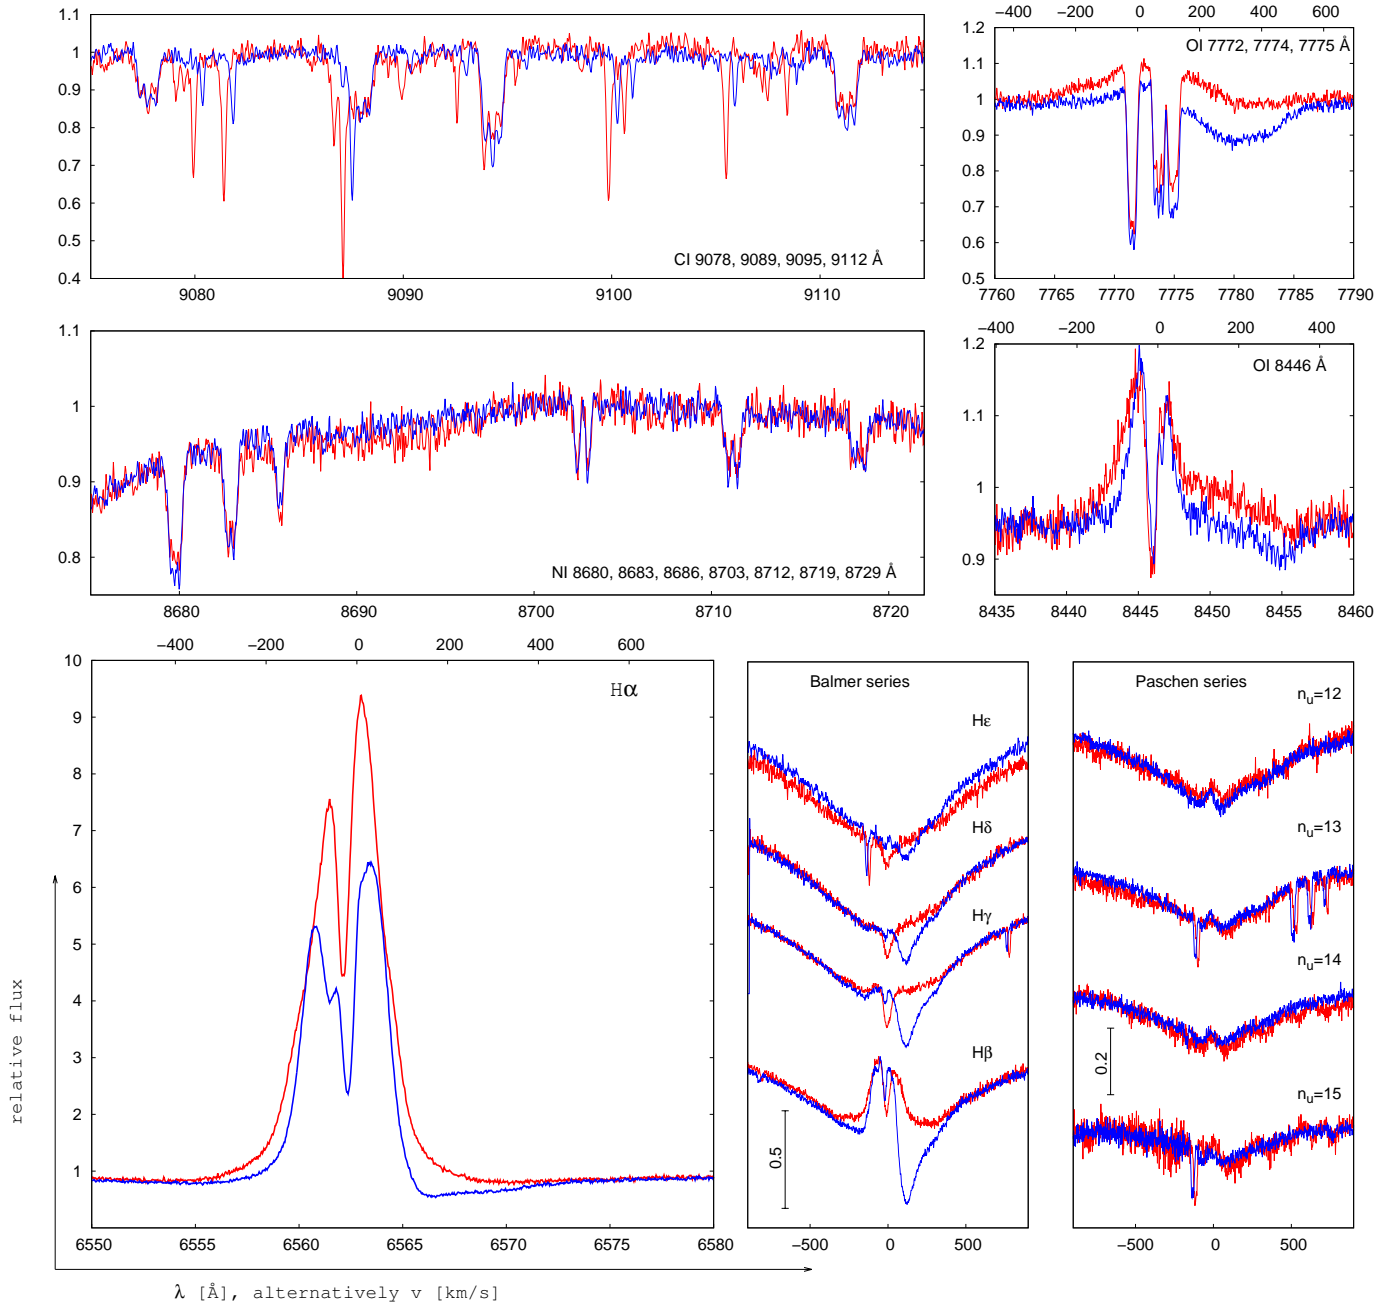 1.1
1
0.9
0.8
0.7
0.6
0.5
0.4
9080 9090 9100 9110
CI 9078, 9089, 9095, 9112 Å
−400 −200 0 200 400 600
1.2
1.1
1
0.9
0.8
0.7
0.6
0.5
7760 7765 7770 7775 7780 7785 7790
OI 7772, 7774, 7775 Å
1.1
1
0.9
0.8
8680 8690 8700 8710 8720
NI 8680, 8683, 8686, 8703, 8712, 8719, 8729 Å
−400 −200 0 200 400
1.2
1.1
1
0.9
8435 8440 8445 8450 8455 8460
OI 8446 Å
−400 −200 0 200 400 600
10
9
8
7
6
5
4
3
2
1
6550 6555 6560 6565 6570 6575 6580
Hα
relative flux
λ [Å], alternatively v [km/s]
Balmer series
Hε
Hδ
Hγ
Hβ
0.5
−500 0 500
Paschen series
n_u=12
n_u=13
n_u=14
n_u=15
0.2
−500 0 500